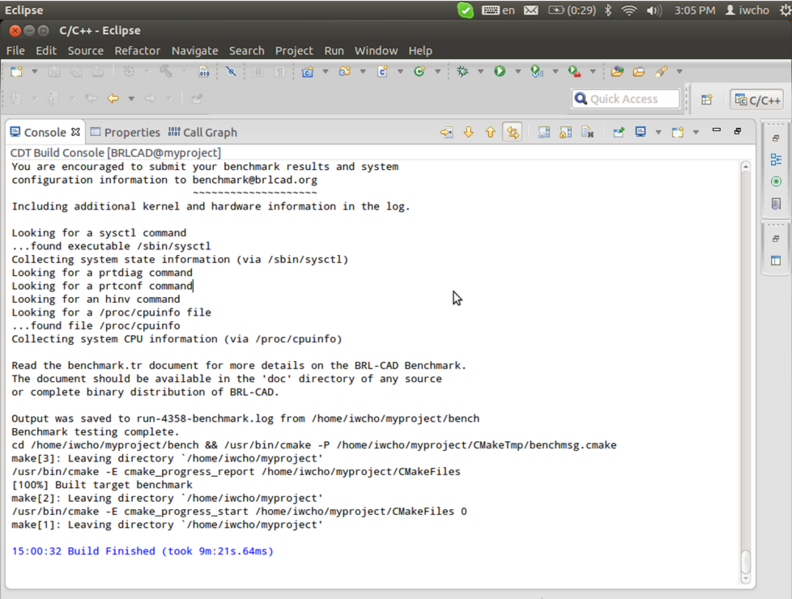 Eclipse
en
(0:29)
3:05 PM
iwcho
C/C++ - Eclipse
File Edit Source Refactor Navigate Search Project Run Window Help
Quick Access
C/C++
Console
Properties
Call Graph
CDT Build Console [BRLCAD@myproject]
You are encouraged to submit your benchmark results and system
configuration information to benchmark@brlcad.org
~~~~~~~~~~~~~~~~~~~~
Including additional kernel and hardware information in the log.
Looking for a sysctl command
...found executable /sbin/sysctl
Collecting system state information (via /sbin/sysctl)
Looking for a prtdiag command
Looking for a prtconf command
Looking for an hinv command
Looking for a /proc/cpuinfo file
...found file /proc/cpuinfo
Collecting system CPU information (via /proc/cpuinfo)
Read the benchmark.tr document for more details on the BRL-CAD Benchmark.
The document should be available in the 'doc' directory of any source
or complete binary distribution of BRL-CAD.
Output was saved to run-4358-benchmark.log from /home/iwcho/myproject/bench
Benchmark testing complete.
cd /home/iwcho/myproject/bench && /usr/bin/cmake -P /home/iwcho/myproject/CMakeTmp/benchmsg.cmake
make[3]: Leaving directory `/home/iwcho/myproject'
/usr/bin/cmake -E cmake_progress_report /home/iwcho/myproject/CMakeFiles
[100%] Built target benchmark
make[2]: Leaving directory `/home/iwcho/myproject'
/usr/bin/cmake -E cmake_progress_start /home/iwcho/myproject/CMakeFiles 0
make[1]: Leaving directory `/home/iwcho/myproject'
15:00:32 Build Finished (took 9m:21s.64ms)